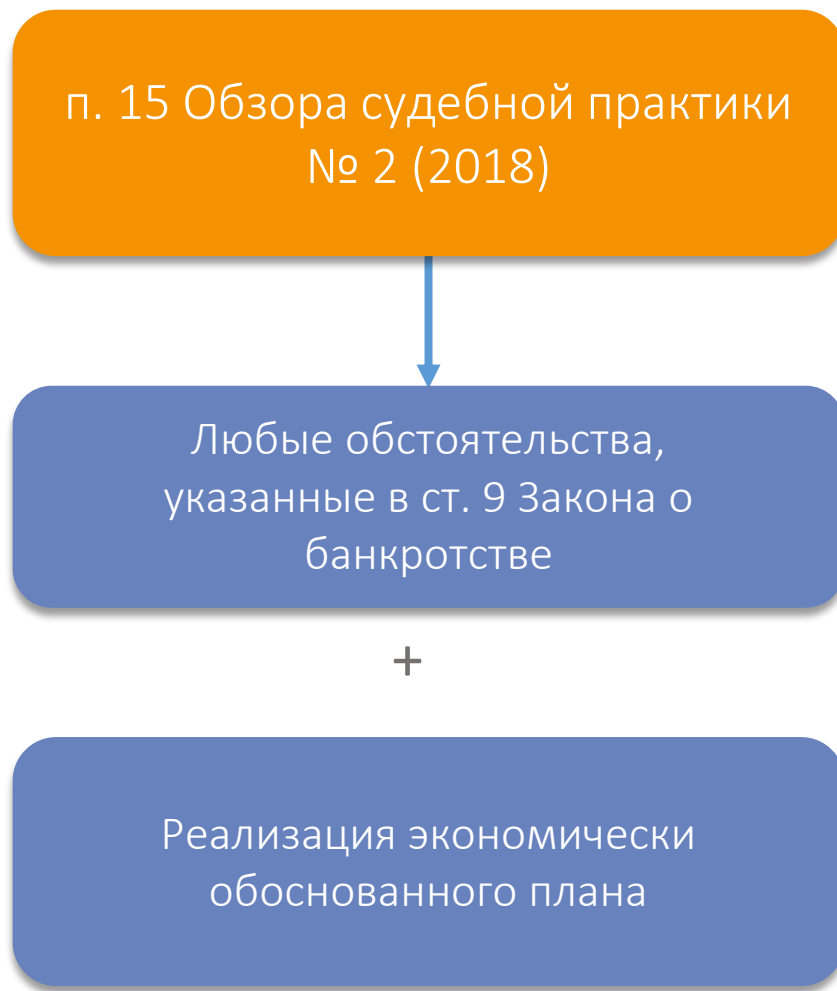 п. 15 Обзора судебной практики
№ 2 (2018)
Любые обстоятельства,
указанные в ст. 9 Закона о
банкротстве
+
Реализация экономически
обоснованного плана